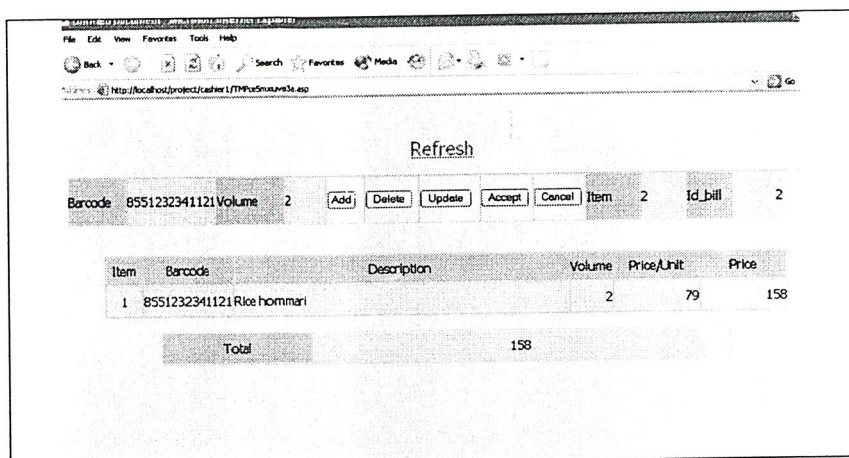 File Edit View Favorites Tools Help
Back Search Favorites Media
Address http://localhost/project/cashier1/ Go
Refresh
Barcode 8551232341121 Volume 2 Add Delete Update Accept Cancel Item 2 Id_bill 2
Item Barcode Description Volume Price/Unit Price
1 8551232341121 Rice hommari 2 79 158
Total 158